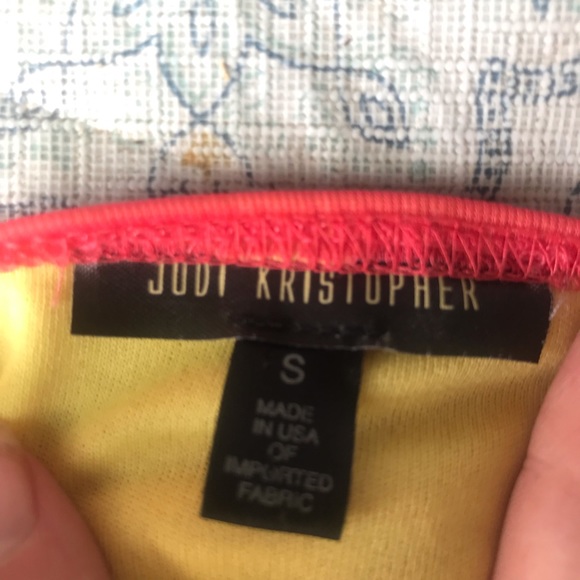 JUDI KRISTOPHER
S
MADE
IN USA
OF
IMPORTED
FABRIC